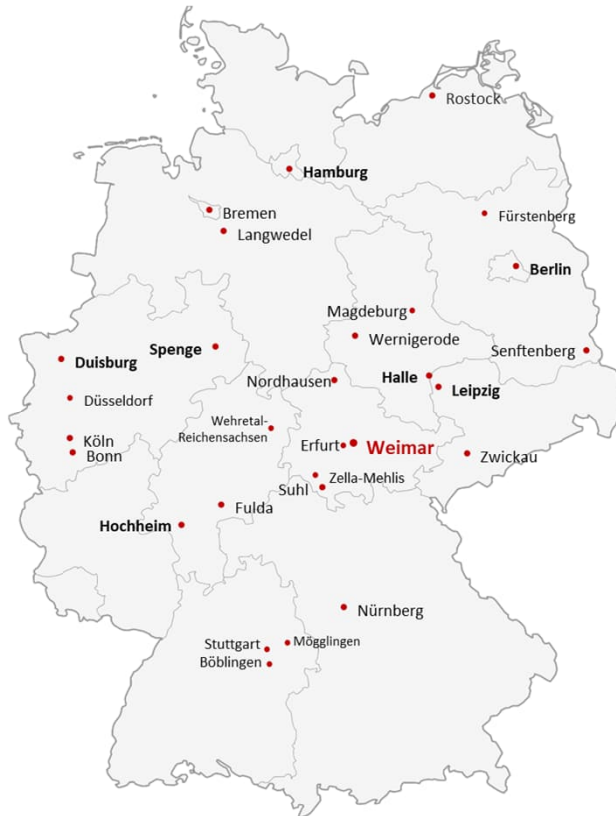 Rostock
Hamburg
Bremen
Fürstenberg
Langwedel
Berlin
Magdeburg
Wernigerode
Spenge
Senftenberg
Duisburg
Nordhausen
Halle
Leipzig
Düsseldorf
Wehretal-
Reichensachsen
Köln
Bonn
Erfurt
Weimar
Zwickau
Zella-Mehlis
Suhl
Fulda
Hochheim
Nürnberg
Mögglingen
Stuttgart
Böblingen